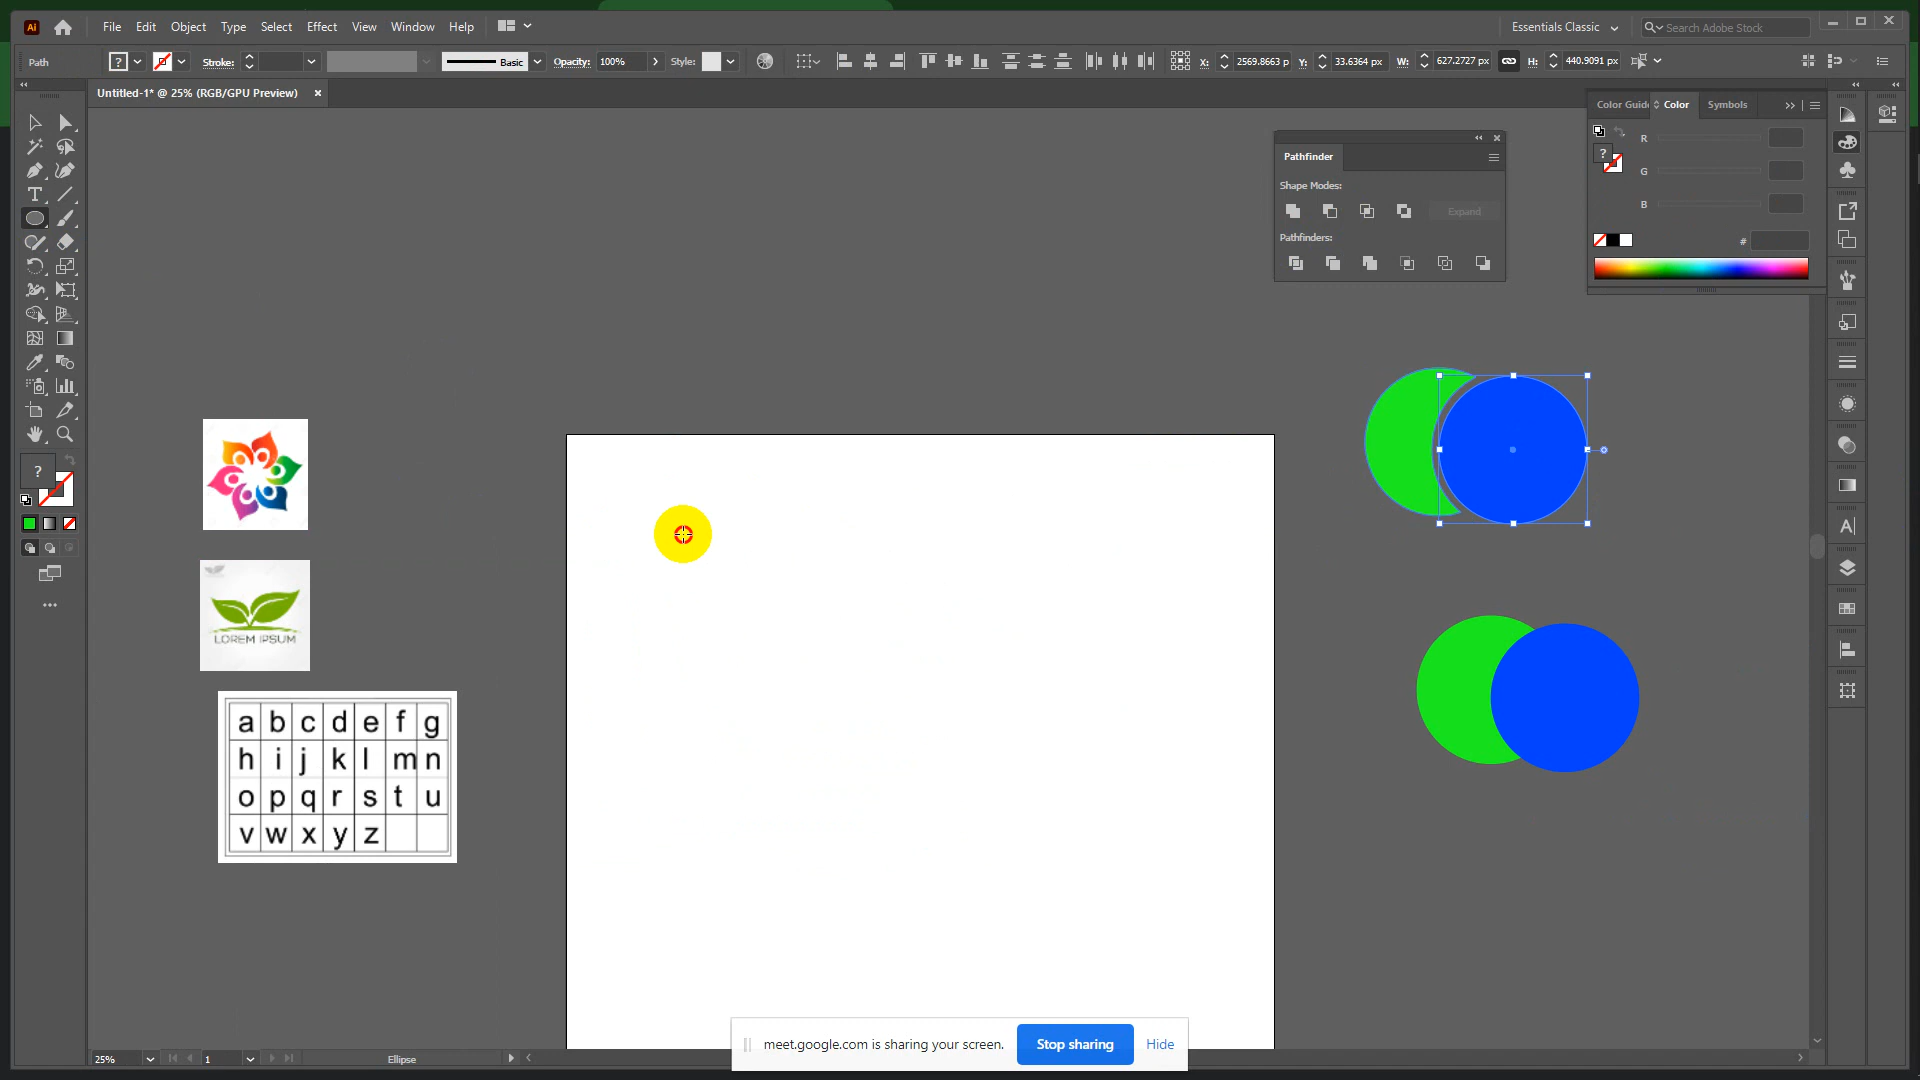 Ai File Edit Object Type Select Effect View Window Help Essentials Classic Search Adobe Stock
Path ? Stroke: Basic Opacity: 100% Style: X: 2569.8663 p Y: 33.6364 px W: 627.2727 px H: 440.9091 px
Untitled-1* @ 25% (RGB/GPU Preview)
Color Guid Color Symbols
R
G
B
#
?
Pathfinder
Shape Modes:
Expand
Pathfinders:
?
LOREM IPSUM
a b c d e f g
h i j k l m n
o p q r s t u
v w x y z
meet.google.com is sharing your screen. Stop sharing Hide
25% 1 Ellipse